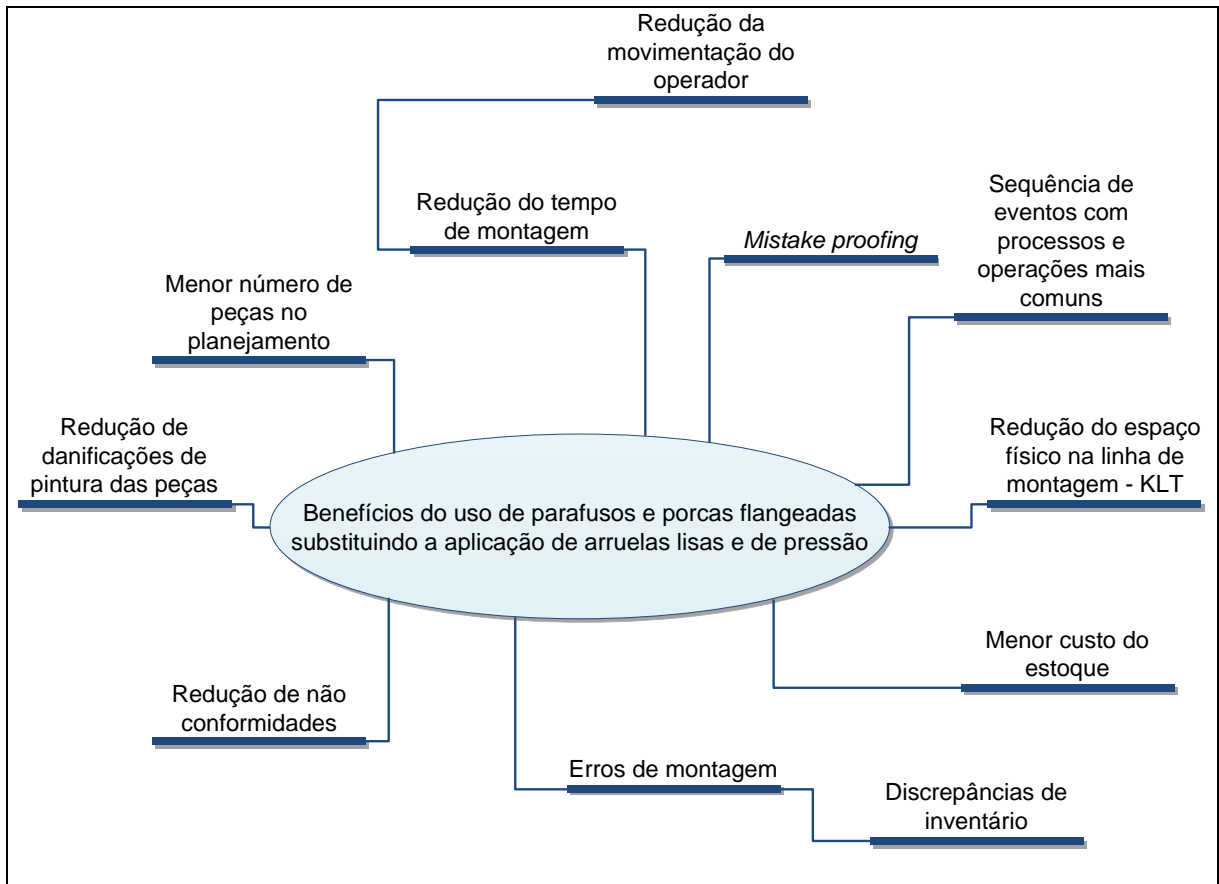 Redução da
movimentação do
operador
Redução do tempo
de montagem
Mistake proofing
Sequência de
eventos com
processos e
operações mais
comuns
Menor número de
peças no
planejamento
Redução de
danificações de
pintura das peças
Redução do espaço
físico na linha de
montagem - KLT
Benefícios do uso de parafusos e porcas flangeadas
substituindo a aplicação de arruelas lisas e de pressão
Menor custo do
estoque
Redução de não
conformidades
Erros de montagem
Discrepâncias de
inventário